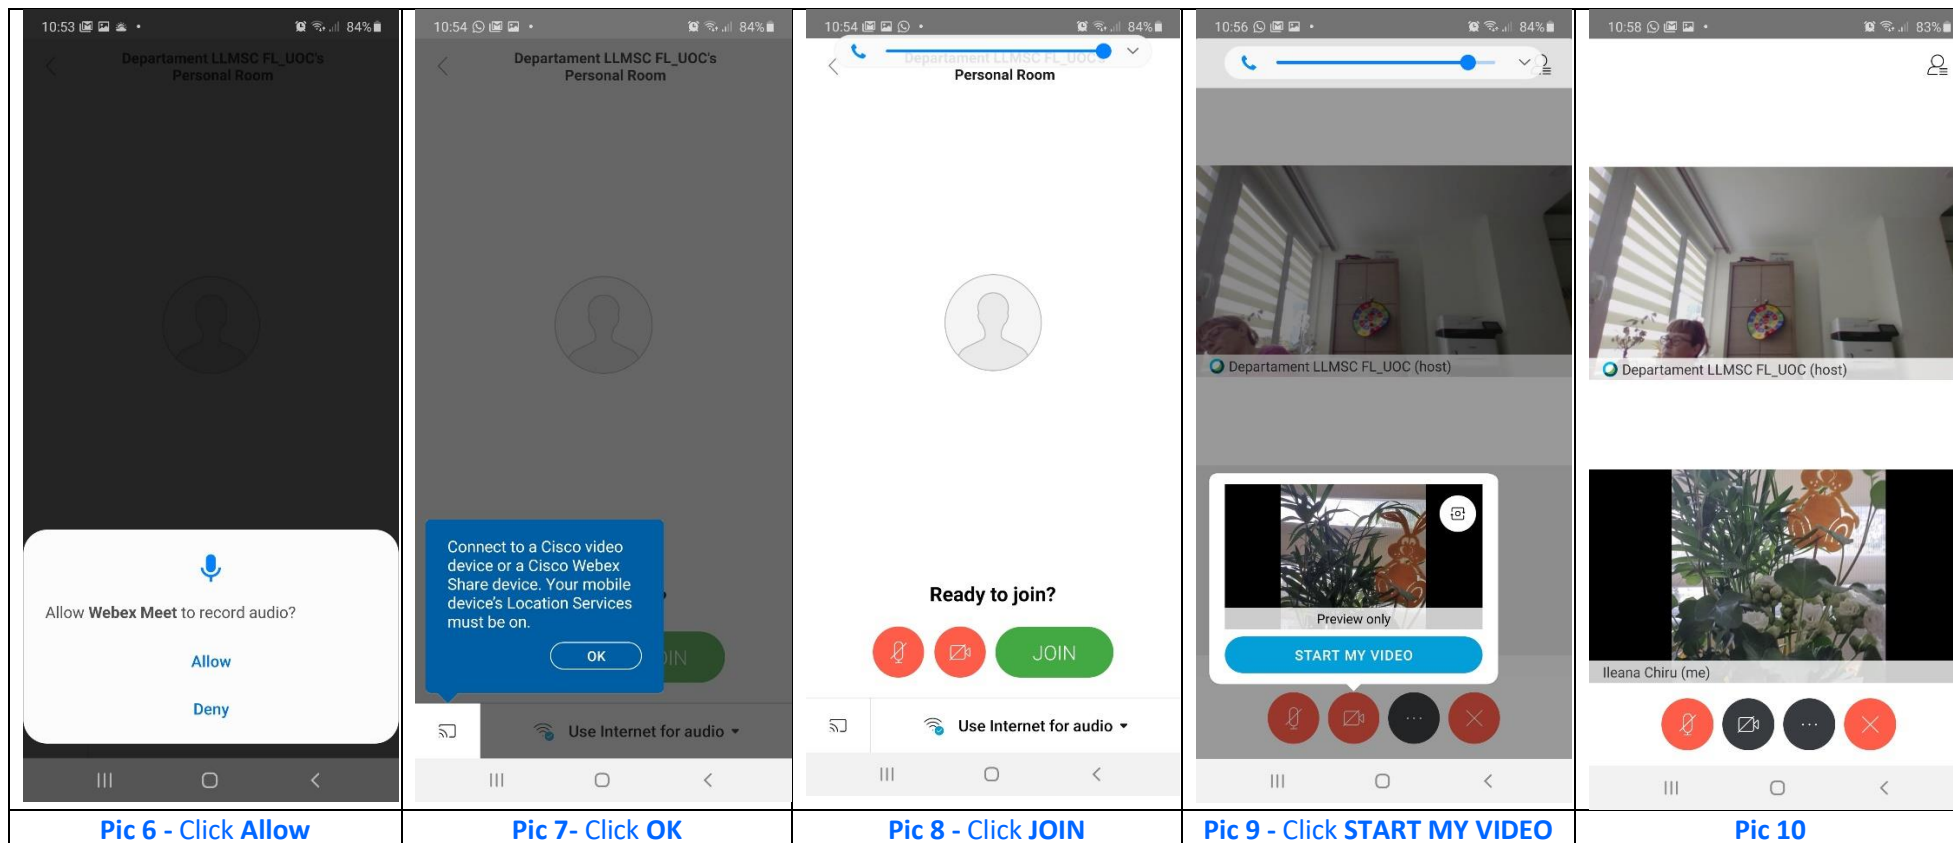 10:53
84%
Departament LLMSC FL_UOC's
Personal Room
Allow Webex Meet to record audio?
Allow
Deny
Pic 6 - Click Allow
10:54
84%
Departament LLMSC FL_UOC's
Personal Room
Connect to a Cisco video
device or a Cisco Webex
Share device. Your mobile
device's Location Services
must be on.
OK
JOIN
Use Internet for audio
Pic 7- Click OK
10:54
84%
Departament LLMSC FL_UOC's
Personal Room
Ready to join?
JOIN
Use Internet for audio
Pic 8 - Click JOIN
10:56
84%
Departament LLMSC FL_UOC (host)
Preview only
START MY VIDEO
Pic 9 - Click START MY VIDEO
10:58
83%
Departament LLMSC FL_UOC (host)
Ileana Chiru (me)
Pic 10